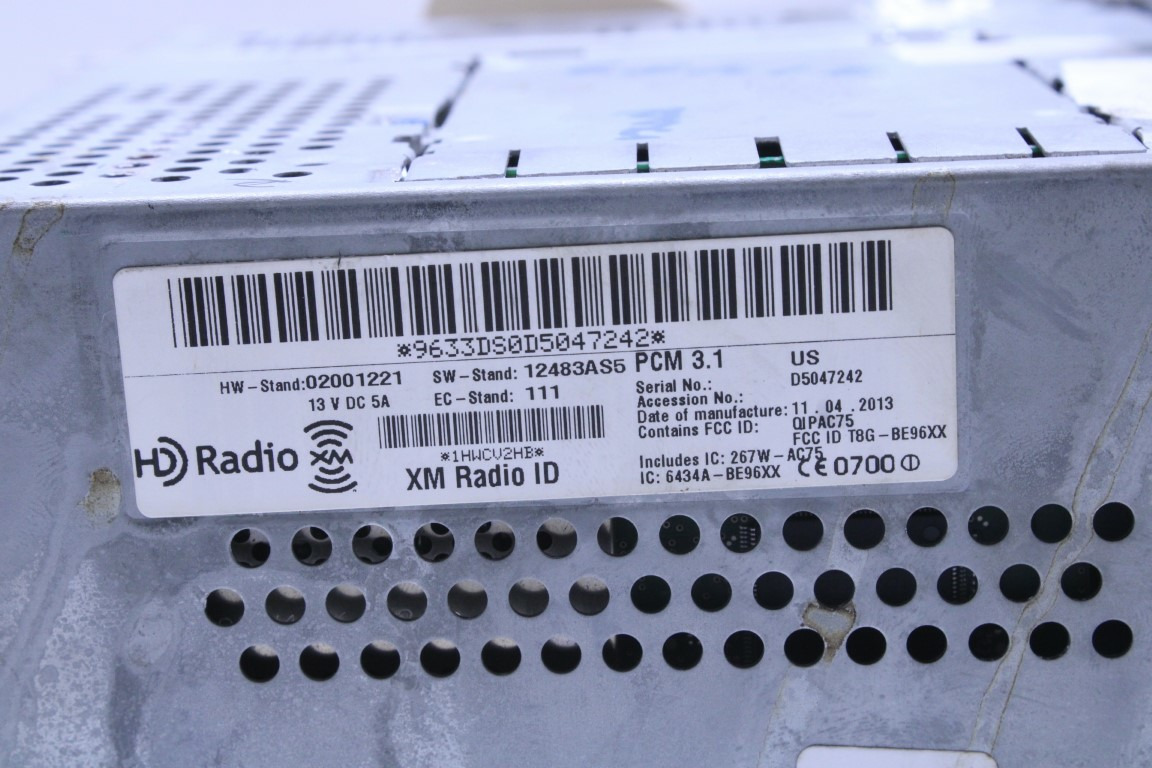 *9633DS0D5047242*
HW-Stand:02001221 SW-Stand: 12483AS5 PCM 3.1 US
13 V DC 5A EC-Stand: 111
Serial No.: D5047242
Accession No.:
Date of manufacture: 11.04.2013
Contains FCC ID: QIPAC75
FCC ID T8G-BE96XX
HD Radio XM
*1HWCV2HB*
XM Radio ID
Includes IC: 267W-AC75
IC: 6434A-BE96XX CE 0700